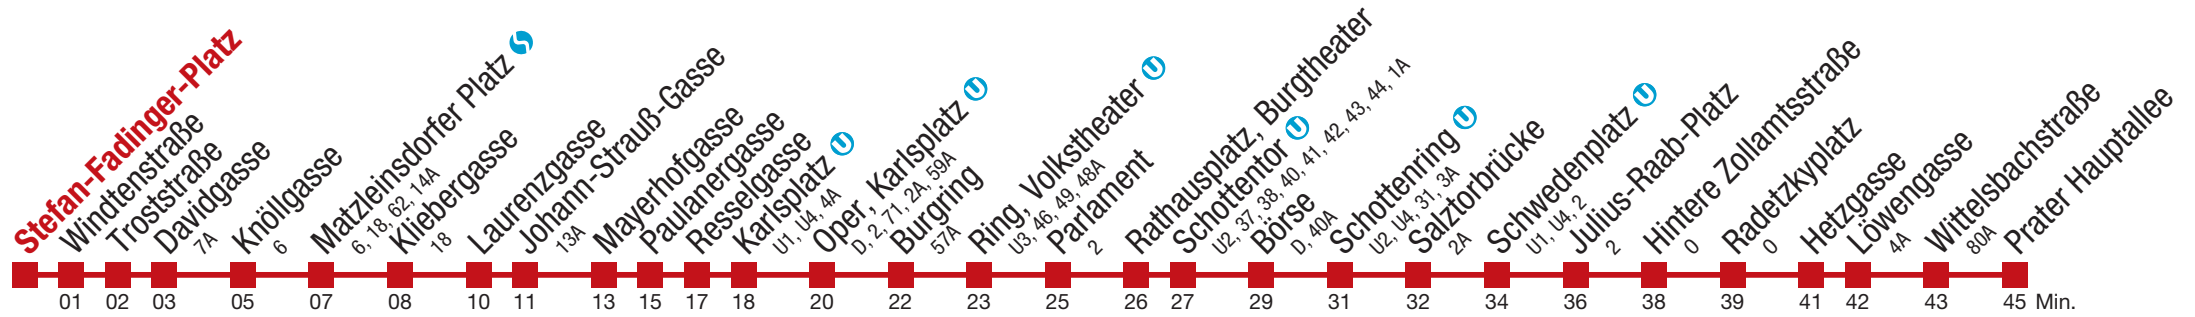 Stefan-Fadinger-Platz
Windtenstraße
Troststraße
Davidgasse
7A
Knöllgasse
6
Matzleinsdorfer Platz
6, 18, 62, 14A
Kliebergasse
18
Laurenzgasse
Johann-Strauß-Gasse
13A
Mayerhofgasse
Paulanergasse
Resselgasse
Karlsplatz U
U1, U4, 4A
Oper, Karlsplatz U
D, 2, 71, 2A, 59A
Burgring
57A
Ring, Volkstheater U
U3, 46, 49, 48A
Parlament
2
Rathausplatz, Burgtheater
Schottentor U
U2, 37, 38, 40, 41, 42, 43, 44, 1A
Börse
D, 40A
Schottenring U
U2, U4, 31, 3A
Salztorbrücke
2A
Schwedenplatz U
U1, U4, 2
Julius-Raab-Platz
2
Hintere Zollamtsstraße
O
Radetzkyplatz
O
Hetzgasse
Löwengasse
4A
Wittelsbachstraße
80A
Prater Hauptallee
01 02 03 05 07 08 10 11 13 15 17 18 20 22 23 25 26 27 29 31 32 34 36 38 39 41 42 43 45 Min.